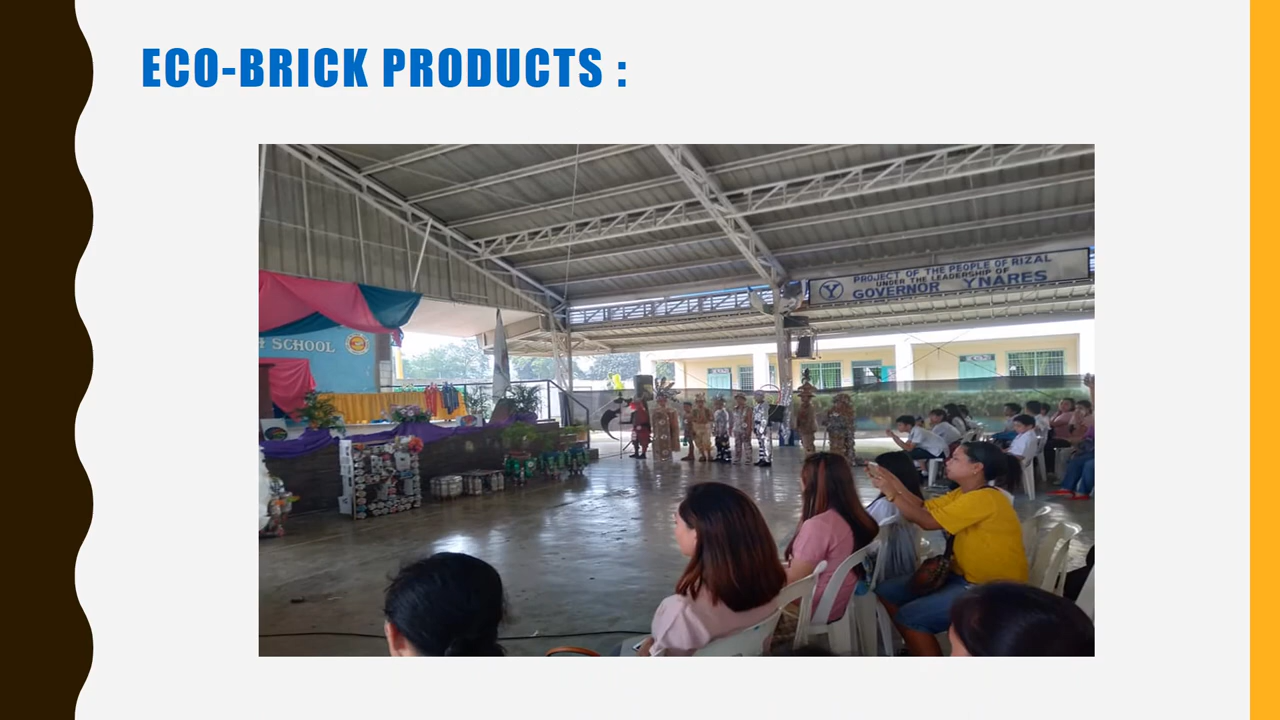 ECO-BRICK PRODUCTS :
PROJECT OF THE PEOPLE OF RIZAL
UNDER THE LEADERSHIP OF
Y GOVERNOR YNARES
SCHOOL